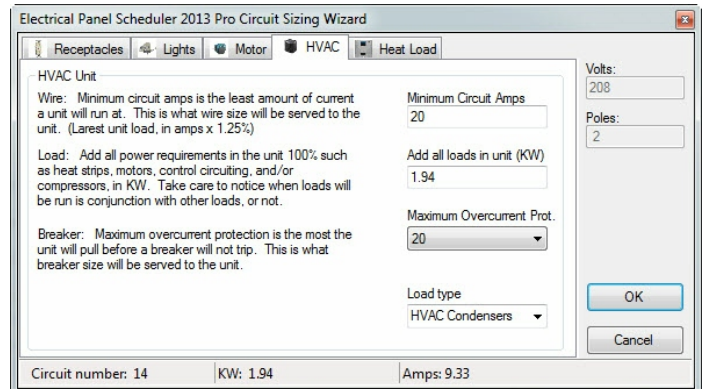 Electrical Panel Scheduler 2013 Pro Circuit Sizing Wizard
Receptacles
Lights
Motor
HVAC
Heat Load
HVAC Unit
Wire: Minimum circuit amps is the least amount of current
a unit will run at. This is what wire size will be served to the
unit. (Larest unit load, in amps x 1.25%)
Load: Add all power requirements in the unit 100% such
as heat strips, motors, control circuiting, and/or
compressors, in KW. Take care to notice when loads will
be run is conjunction with other loads, or not.
Breaker: Maximum overcurrent protection is the most the
unit will pull before a breaker will not trip. This is what
breaker size will be served to the unit.
Minimum Circuit Amps
20
Add all loads in unit (KW)
1.94
Maximum Overcurrent Prot.
20
Load type
HVAC Condensers
Volts:
208
Poles:
2
OK
Cancel
Circuit number: 14
KW: 1.94
Amps: 9.33